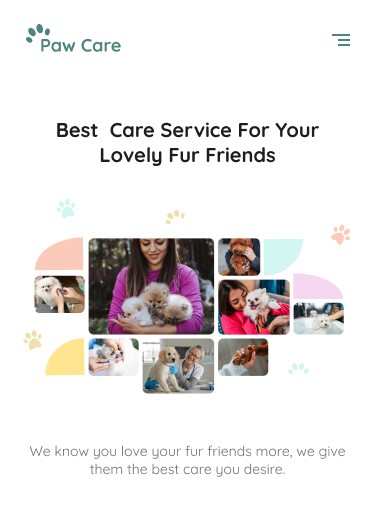 Paw Care
Best Care Service For Your
Lovely Fur Friends
We know you love your fur friends more, we give
them the best care you desire.